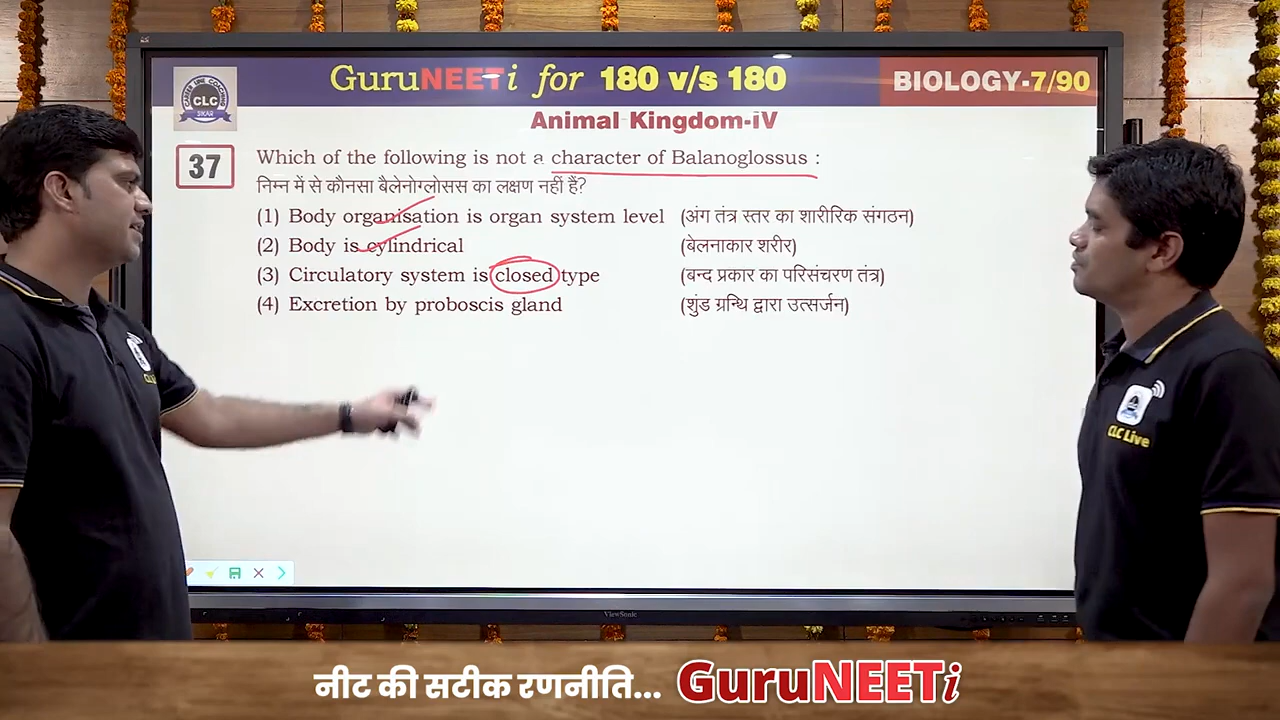 GuruNEETi for 180 v/s 180
BIOLOGY-7/90
CLC
SIKAR
Animal Kingdom-iV
37
Which of the following is not a character of Balanoglossus :
निम्न में से कौनसा बैलेनोग्लोसस का लक्षण नहीं हैं?
(1) Body organisation is organ system level (अंग तंत्र स्तर का शारीरिक संगठन)
(2) Body is cylindrical (बेलनाकार शरीर)
(3) Circulatory system is closed type (बन्द प्रकार का परिसंचरण तंत्र)
(4) Excretion by proboscis gland (शुंड ग्रन्थि द्वारा उत्सर्जन)
CLC Live
ViewSonic
नीट की सटीक रणनीति... GuruNEETi